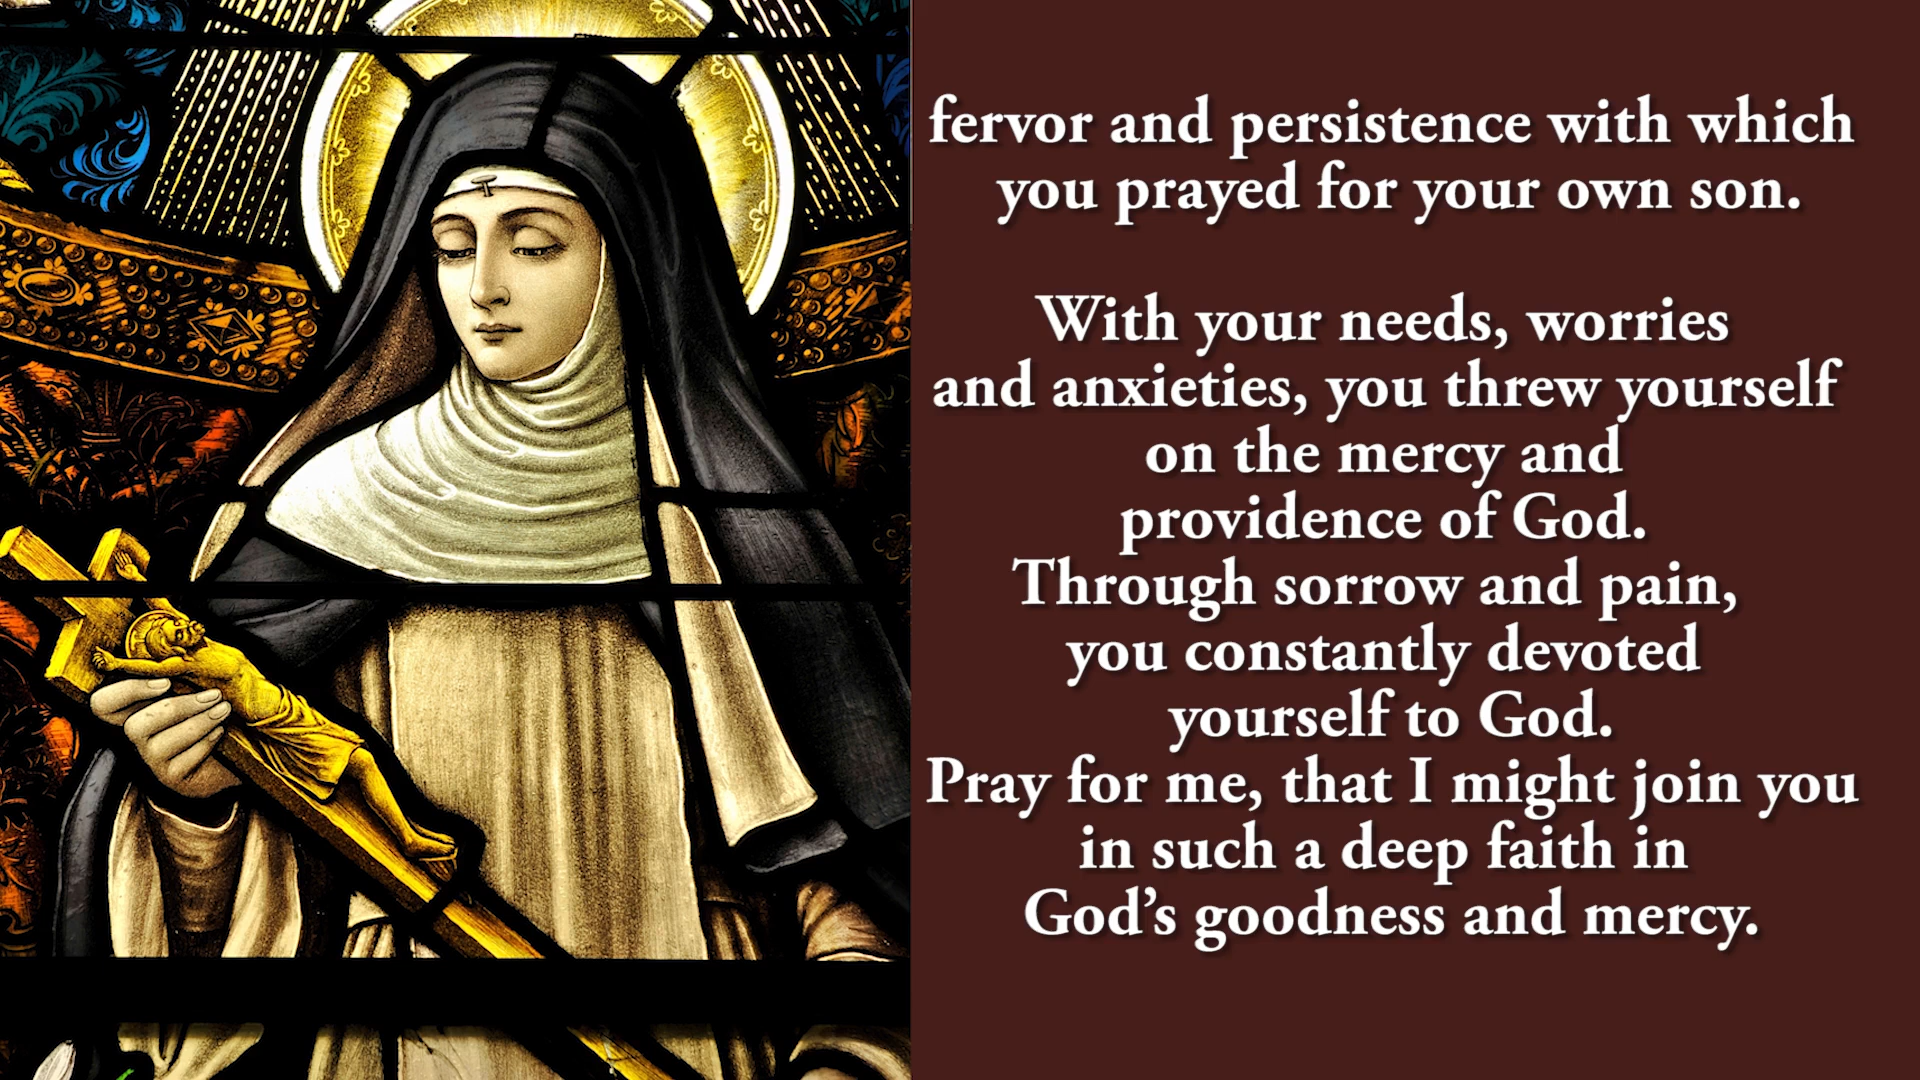 fervor and persistence with which
you prayed for your own son.
With your needs, worries
and anxieties, you threw yourself
on the mercy and
providence of God.
Through sorrow and pain,
you constantly devoted
yourself to God.
Pray for me, that I might join you
in such a deep faith in
God’s goodness and mercy.